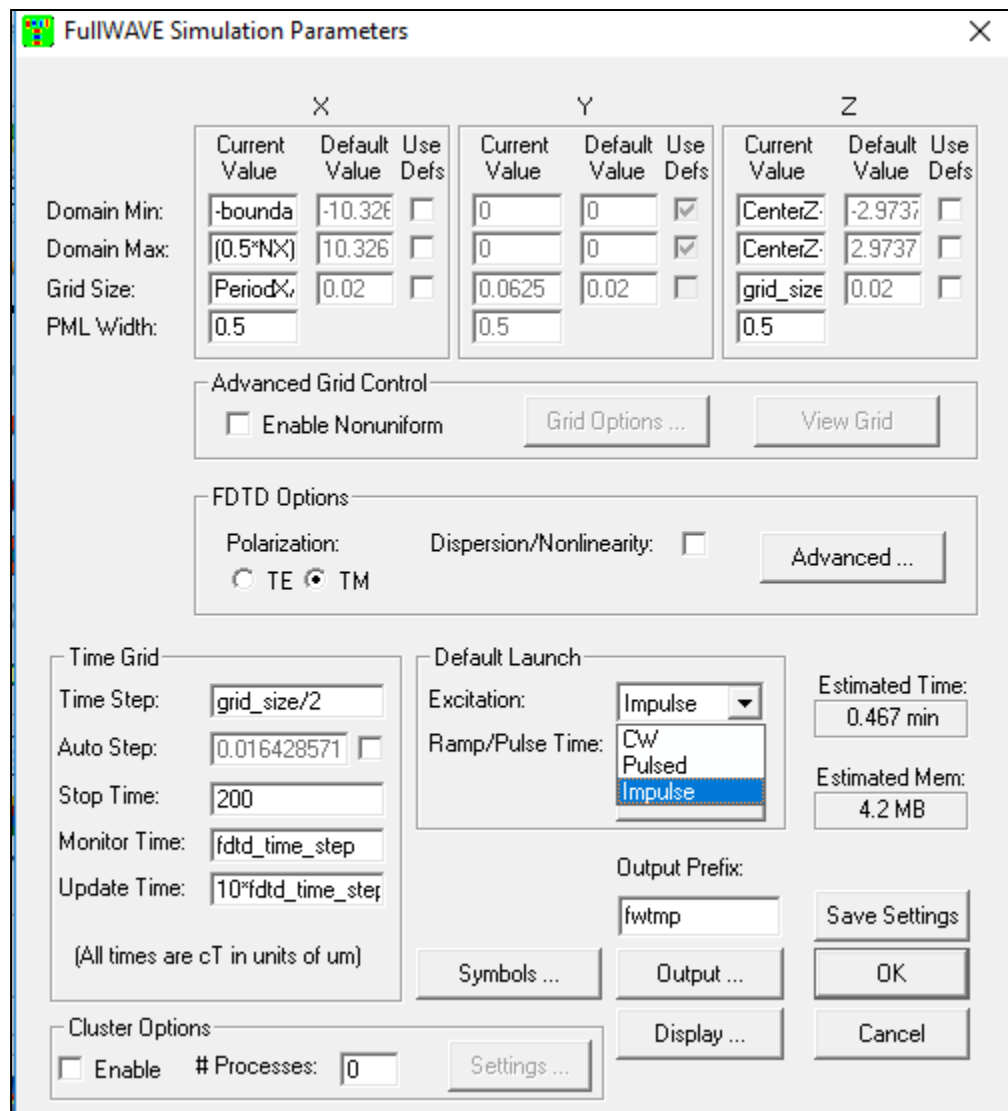 FullWAVE Simulation Parameters
X Y Z
Current Value Default Value Use Defs Current Value Default Value Use Defs Current Value Default Value Use Defs
Domain Min: -bounda -10.326 0 0 CenterZ- -2.9737
Domain Max: (0.5*NX) 10.326 0 0 CenterZ- 2.9737
Grid Size: PeriodX/ 0.02 0.0625 0.02 grid_size 0.02
PML Width: 0.5 0.5 0.5
Advanced Grid Control
Enable Nonuniform Grid Options ... View Grid
FDTD Options
Polarization: Dispersion/Nonlinearity: Advanced ...
TE TM
Time Grid
Time Step: grid_size/2
Auto Step: 0.016428571
Stop Time: 200
Monitor Time: fdtd_time_step
Update Time: 10*fdtd_time_step
(All times are cT in units of um)
Default Launch
Excitation: Impulse
Ramp/Pulse Time: CW
Pulsed
Impulse
Estimated Time:
0.467 min
Estimated Mem:
4.2 MB
Output Prefix:
fwtmp Save Settings
Symbols ... Output ... OK
Display ... Cancel
Cluster Options
Enable # Processes: 0 Settings ...